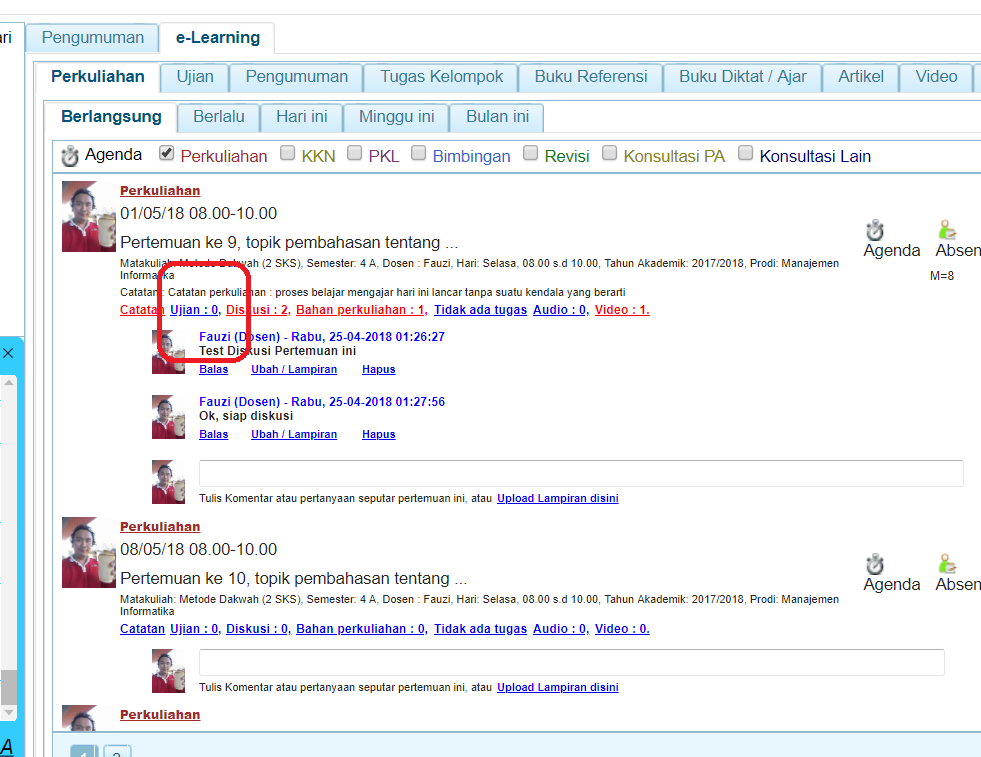 ri Pengumuman e-Learning
Perkuliahan Ujian Pengumuman Tugas Kelompok Buku Referensi Buku Diktat / Ajar Artikel Video
Berlangsung Berlalu Hari ini Minggu ini Bulan ini
Agenda Perkuliahan KKN PKL Bimbingan Revisi Konsultasi PA Konsultasi Lain
Perkuliahan
01/05/18 08.00-10.00
Pertemuan ke 9, topik pembahasan tentang ...
Matakuliah: Metode Dakwah (2 SKS), Semester: 4 A, Dosen : Fauzi, Hari: Selasa, 08.00 s.d 10.00, Tahun Akademik: 2017/2018, Prodi: Manajemen
Informatika
Catatan : Catatan perkuliahan : proses belajar mengajar hari ini lancar tanpa suatu kendala yang berarti
Catatan Ujian : 0, Diskusi : 2, Bahan perkuliahan : 1, Tidak ada tugas Audio : 0, Video : 1.
Agenda Absen
M=8
Fauzi (Dosen) - Rabu, 25-04-2018 01:26:27
Test Diskusi Pertemuan ini
Balas Ubah / Lampiran Hapus
Fauzi (Dosen) - Rabu, 25-04-2018 01:27:56
Ok, siap diskusi
Balas Ubah / Lampiran Hapus
Tulis Komentar atau pertanyaan seputar pertemuan ini, atau Upload Lampiran disini
Perkuliahan
08/05/18 08.00-10.00
Pertemuan ke 10, topik pembahasan tentang ...
Matakuliah: Metode Dakwah (2 SKS), Semester: 4 A, Dosen : Fauzi, Hari: Selasa, 08.00 s.d 10.00, Tahun Akademik: 2017/2018, Prodi: Manajemen
Informatika
Catatan Ujian : 0, Diskusi : 0, Bahan perkuliahan : 0, Tidak ada tugas Audio : 0, Video : 0.
Agenda Absen
Tulis Komentar atau pertanyaan seputar pertemuan ini, atau Upload Lampiran disini
Perkuliahan
A